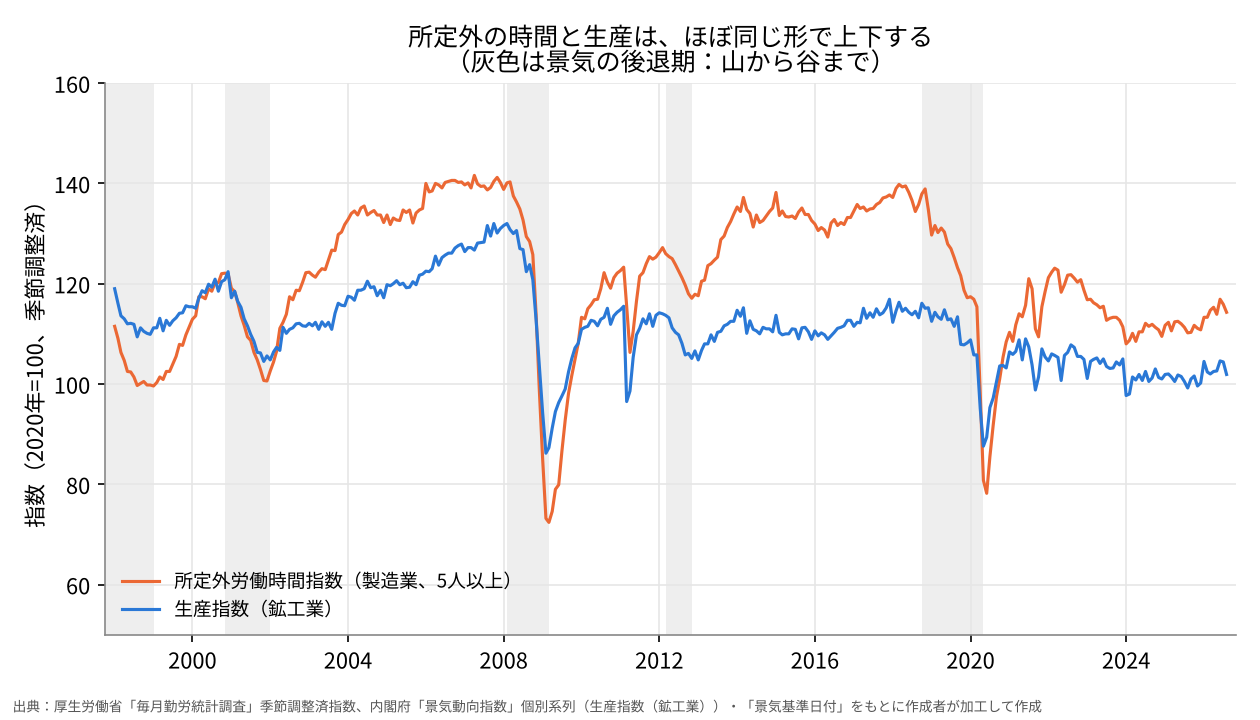 所定外の時間と生産は、ほぼ同じ形で上下する
（灰色は景気の後退期：山から谷まで）
指数（2020年=100、季節調整済）
160
140
120
100
80
60
所定外労働時間指数（製造業、5人以上）
生産指数（鉱工業）
2000
2004
2008
2012
2016
2020
2024
出典：厚生労働省「毎月勤労統計調査」季節調整済指数、内閣府「景気動向指数」個別系列（生産指数（鉱工業））・「景気基準日付」をもとに作成者が加工して作成